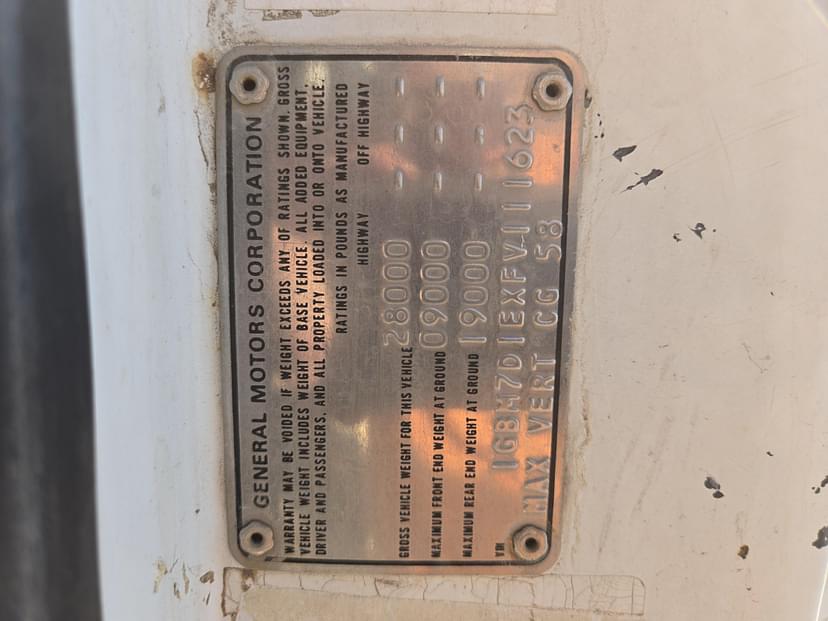 GENERAL MOTORS CORPORATION
WARRANTY MAY BE VOIDED IF WEIGHT EXCEEDS ANY OF RATINGS SHOWN. GROSS
VEHICLE WEIGHT INCLUDES WEIGHT OF BASE VEHICLE, ALL ADDED EQUIPMENT,
DRIVER AND PASSENGERS, AND ALL PROPERTY LOADED INTO OR ONTO VEHICLE.
RATINGS IN POUNDS AS MANUFACTURED
HIGHWAY OFF HIGHWAY
GROSS VEHICLE WEIGHT FOR THIS VEHICLE 28000 - - -
MAXIMUM FRONT END WEIGHT AT GROUND 09000 - - -
MAXIMUM REAR END WEIGHT AT GROUND 19000 - - -
VIN 1GBM7D1EXFV111623
MAX VERT CG 58